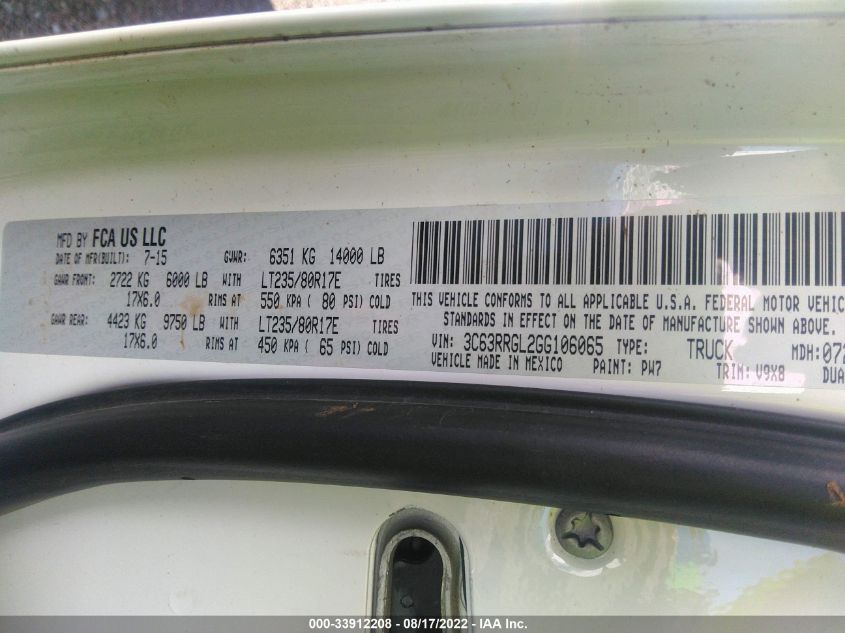 MFD BY FCA US LLC
DATE OF MFR(BUILT): 7-15 GVWR: 6351 KG 14000 LB
GAWR FRONT: 2722 KG 6000 LB WITH LT235/80R17E TIRES
17X6.0 RIMS AT 550 KPA ( 80 PSI) COLD
GAWR REAR: 4423 KG 9750 LB WITH LT235/80R17E TIRES
17X6.0 RIMS AT 450 KPA ( 65 PSI) COLD
THIS VEHICLE CONFORMS TO ALL APPLICABLE U.S.A. FEDERAL MOTOR VEHIC
STANDARDS IN EFFECT ON THE DATE OF MANUFACTURE SHOWN ABOVE.
VIN: 3C63RRGL2GG106065 TYPE: TRUCK MDH:072
VEHICLE MADE IN MEXICO PAINT: PW7 TRIM: V9X8 DUA
000-33912208 - 08/17/2022 - IAA Inc.